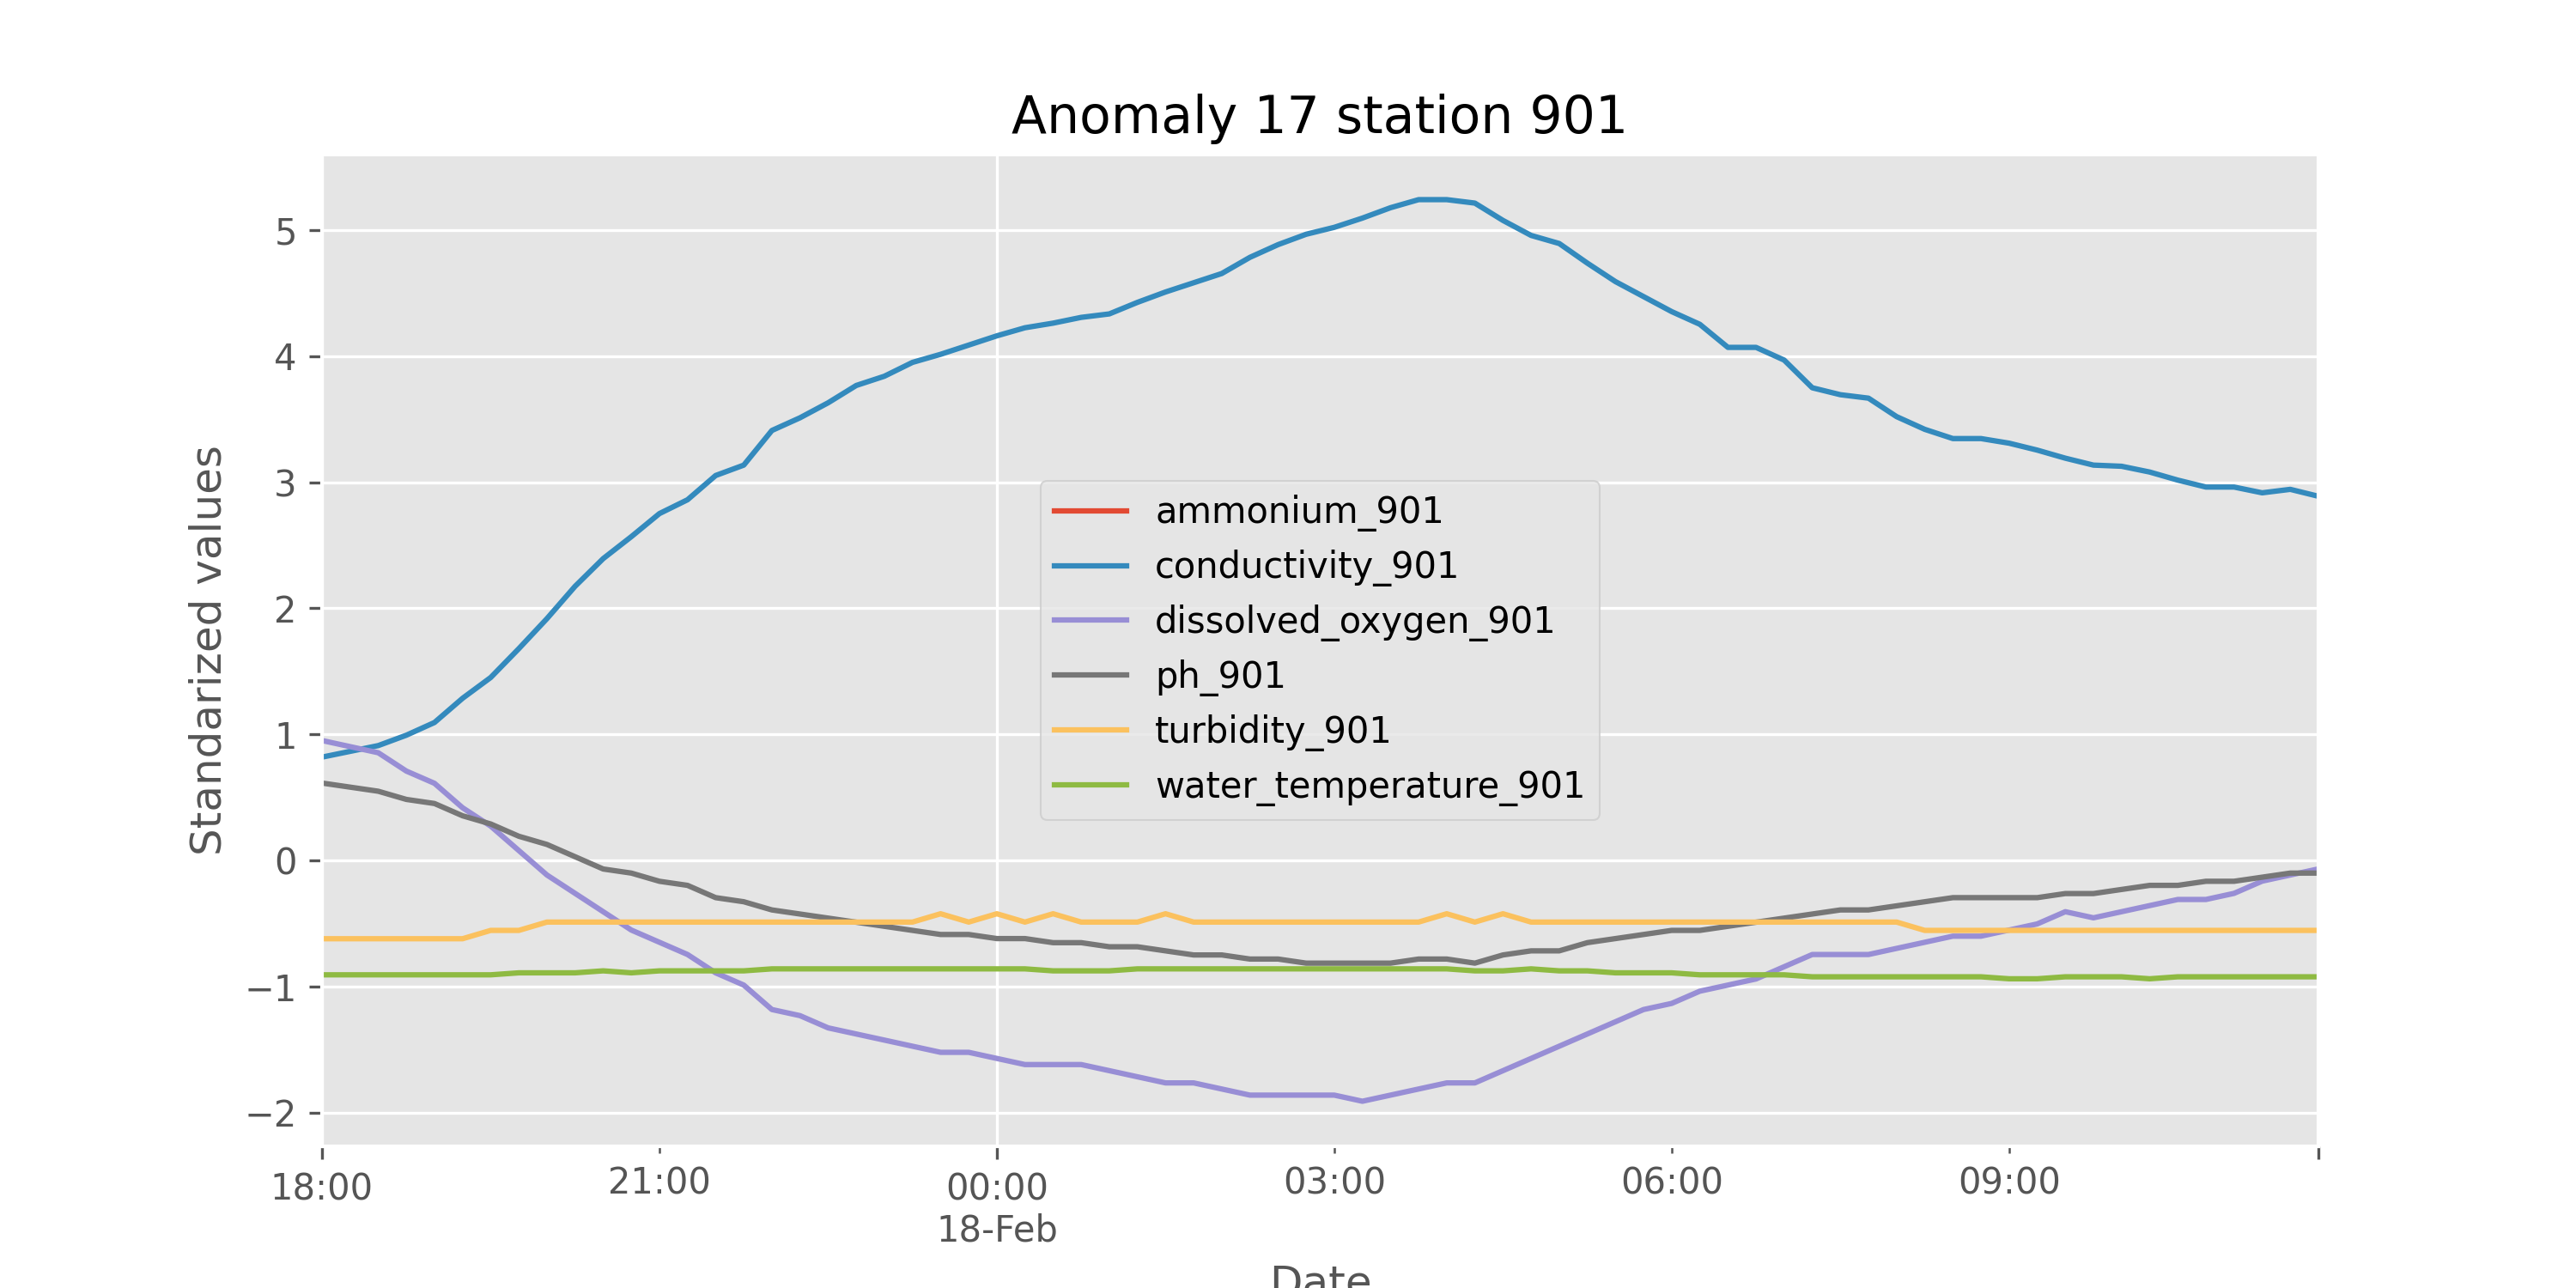 Anomaly 17 station 901
Standarized values
5
4
3
2
1
0
−1
−2
ammonium_901
conductivity_901
dissolved_oxygen_901
ph_901
turbidity_901
water_temperature_901
18:00 21:00 00:00 03:00 06:00 09:00
18-Feb
Date